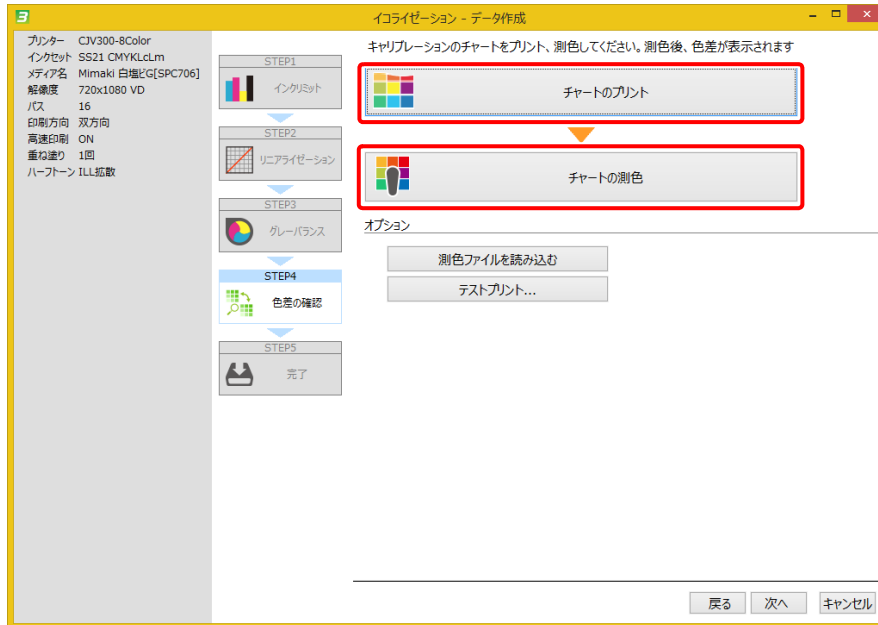 イコライゼーション - データ作成
プリンター CJV300-8Color
インクセット SS21 CMYKLcLm
メディア名 Mimaki 白塩ビG[SPC706]
解像度 720x1080 VD
パス 16
印刷方向 双方向
高速印刷 ON
重ね塗り 1回
ハーフトーン ILL拡散
STEP1
インクリミット
STEP2
リニアライゼーション
STEP3
グレーバランス
STEP4
色差の確認
STEP5
完了
キャリブレーションのチャートをプリント、測色してください。測色後、色差が表示されます
チャートのプリント
チャートの測色
オプション
測色ファイルを読み込む
テストプリント...
戻る 次へ キャンセル